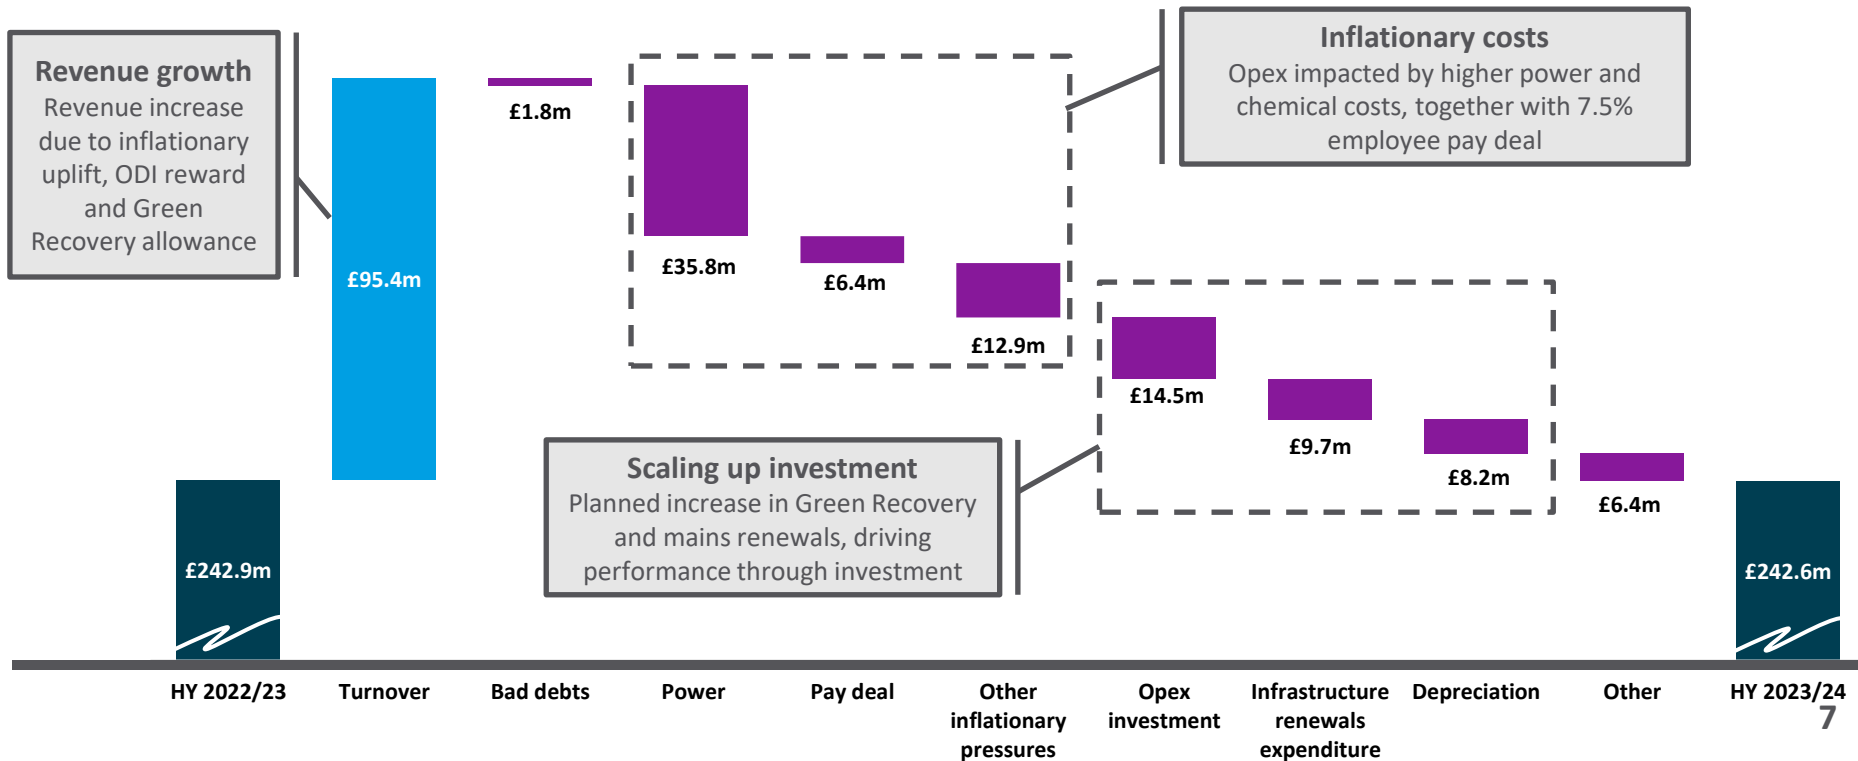 Revenue growth
Revenue increase
due to inflationary
uplift, ODI reward
and Green
Recovery allowance
Inflationary costs
Opex impacted by higher power and
chemical costs, together with 7.5%
employee pay deal
Scaling up investment
Planned increase in Green Recovery
and mains renewals, driving
performance through investment
£242.9m
£95.4m
£1.8m
£35.8m
£6.4m
£12.9m
£14.5m
£9.7m
£8.2m
£6.4m
£242.6m
HY 2022/23
Turnover
Bad debts
Power
Pay deal
Other
inflationary
pressures
Opex
investment
Infrastructure
renewals
expenditure
Depreciation
Other
HY 2023/24
7